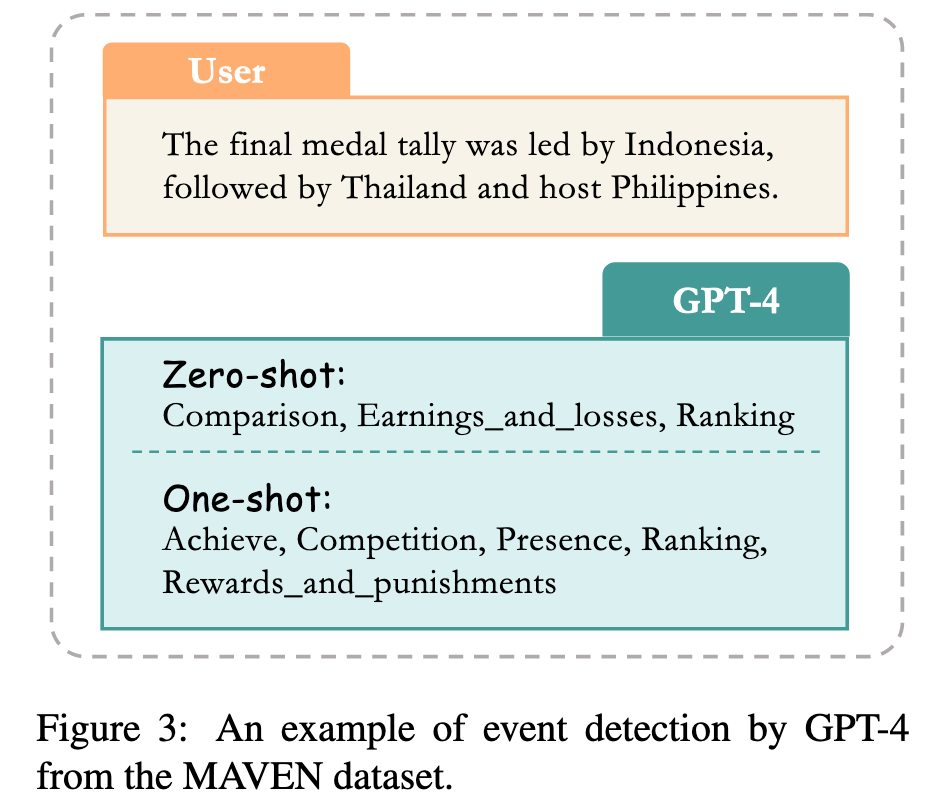 User
The final medal tally was led by Indonesia,
followed by Thailand and host Philippines.
GPT-4
Zero-shot:
Comparison, Earnings_and_losses, Ranking
One-shot:
Achieve, Competition, Presence, Ranking,
Rewards_and_punishments
Figure 3: An example of event detection by GPT-4
from the MAVEN dataset.